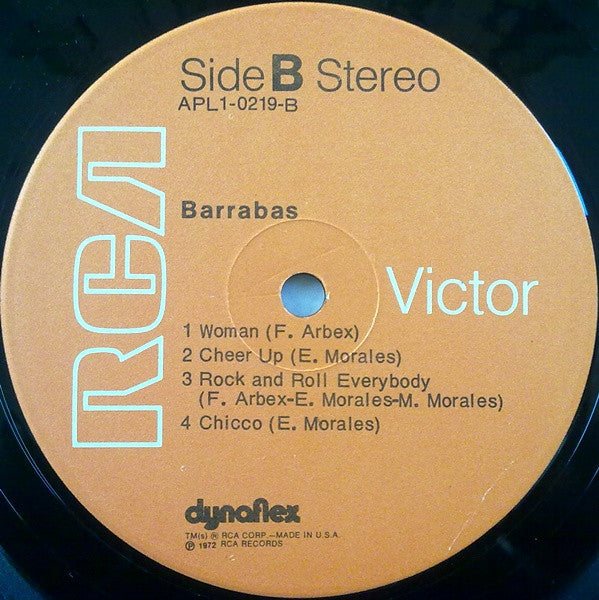 Side B Stereo
APL1-0219-B
RCA
Barrabas
Victor
1 Woman (F. Arbex)
2 Cheer Up (E. Morales)
3 Rock and Roll Everybody
(F. Arbex-E. Morales-M. Morales)
4 Chicco (E. Morales)
dynaflex
TM(s) ® RCA CORP.—MADE IN U.S.A.
℗ 1972 RCA RECORDS